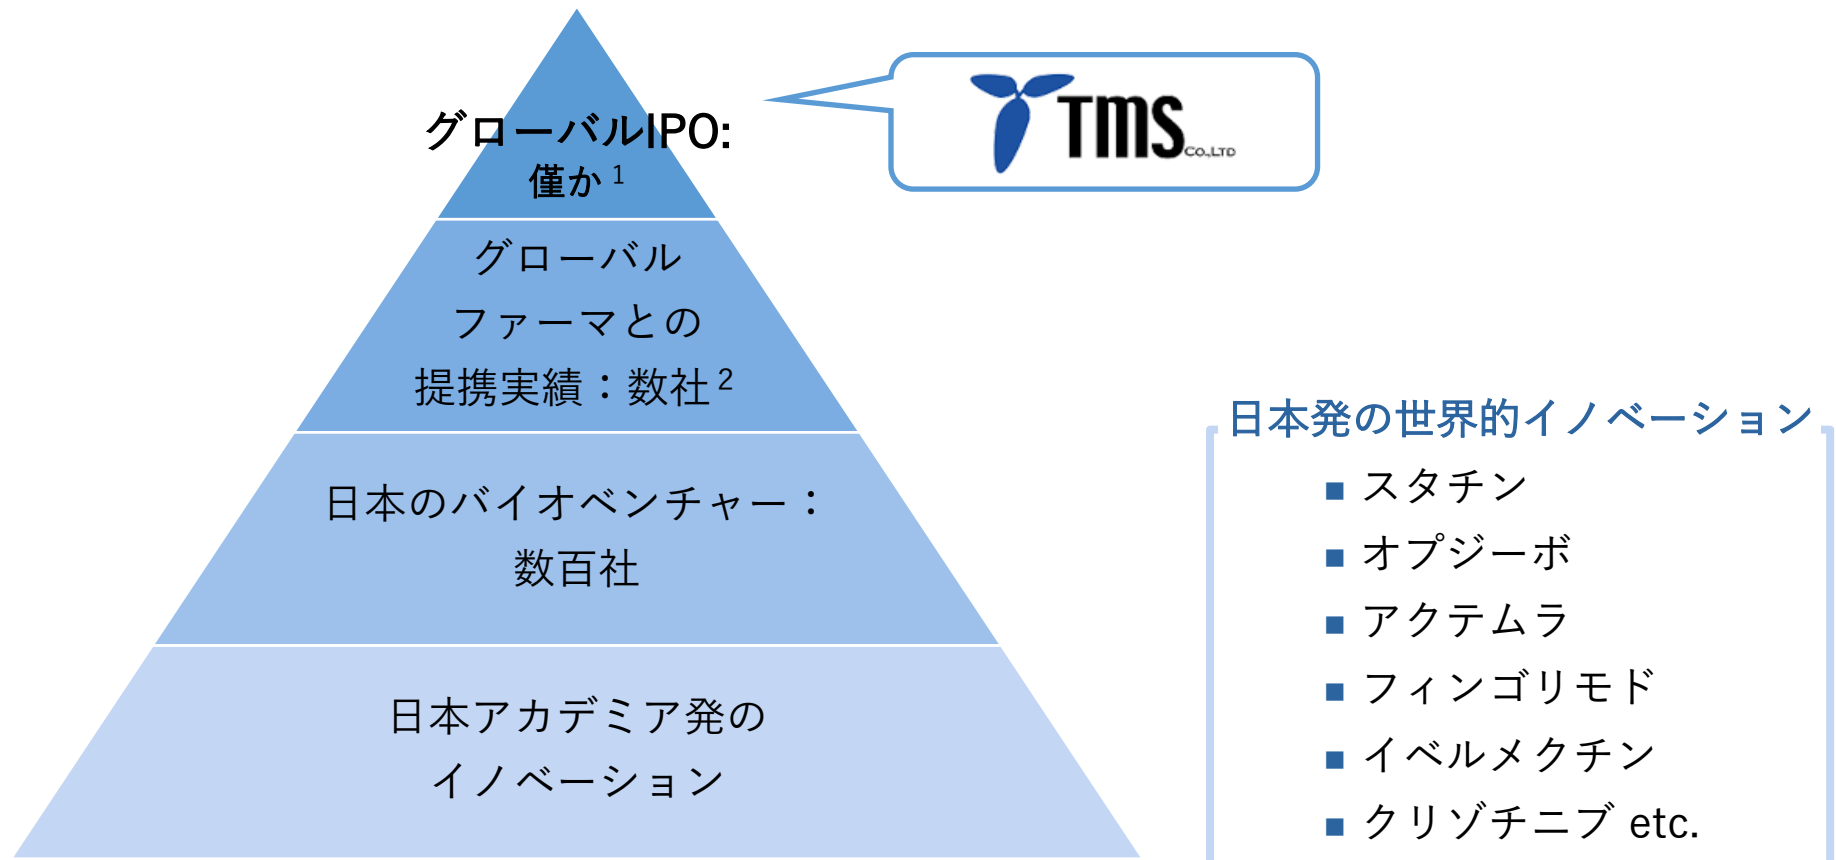 グローバルIPO:
僅か 1
TMS CO.,LTD
グローバル
ファーマとの
提携実績：数社 2
日本のバイオベンチャー：
数百社
日本アカデミア発の
イノベーション
日本発の世界的イノベーション
■ スタチン
■ オプジーボ
■ アクテムラ
■ フィンゴリモド
■ イベルメクチン
■ クリゾチニブ etc.